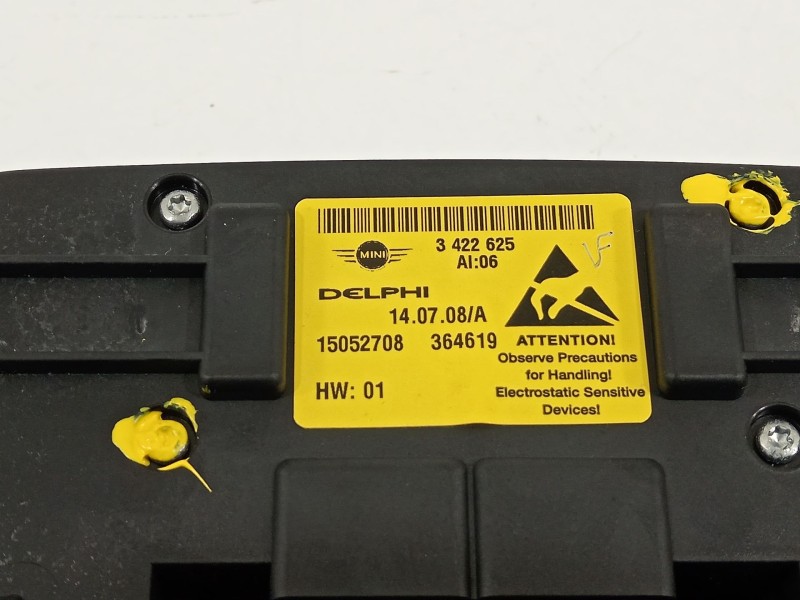 3 422 625
MINI
AI:06
DELPHI
14.07.08/A
15052708 364619
HW: 01
VF
ATTENTION!
Observe Precautions
for Handling!
Electrostatic Sensitive
Devices!